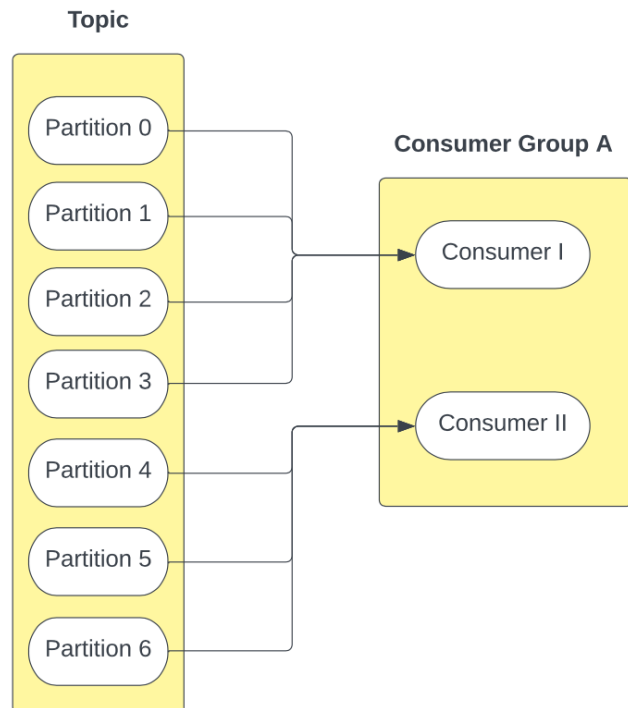 Topic
Partition 0
Partition 1
Partition 2
Partition 3
Partition 4
Partition 5
Partition 6
Consumer Group A
Consumer I
Consumer II